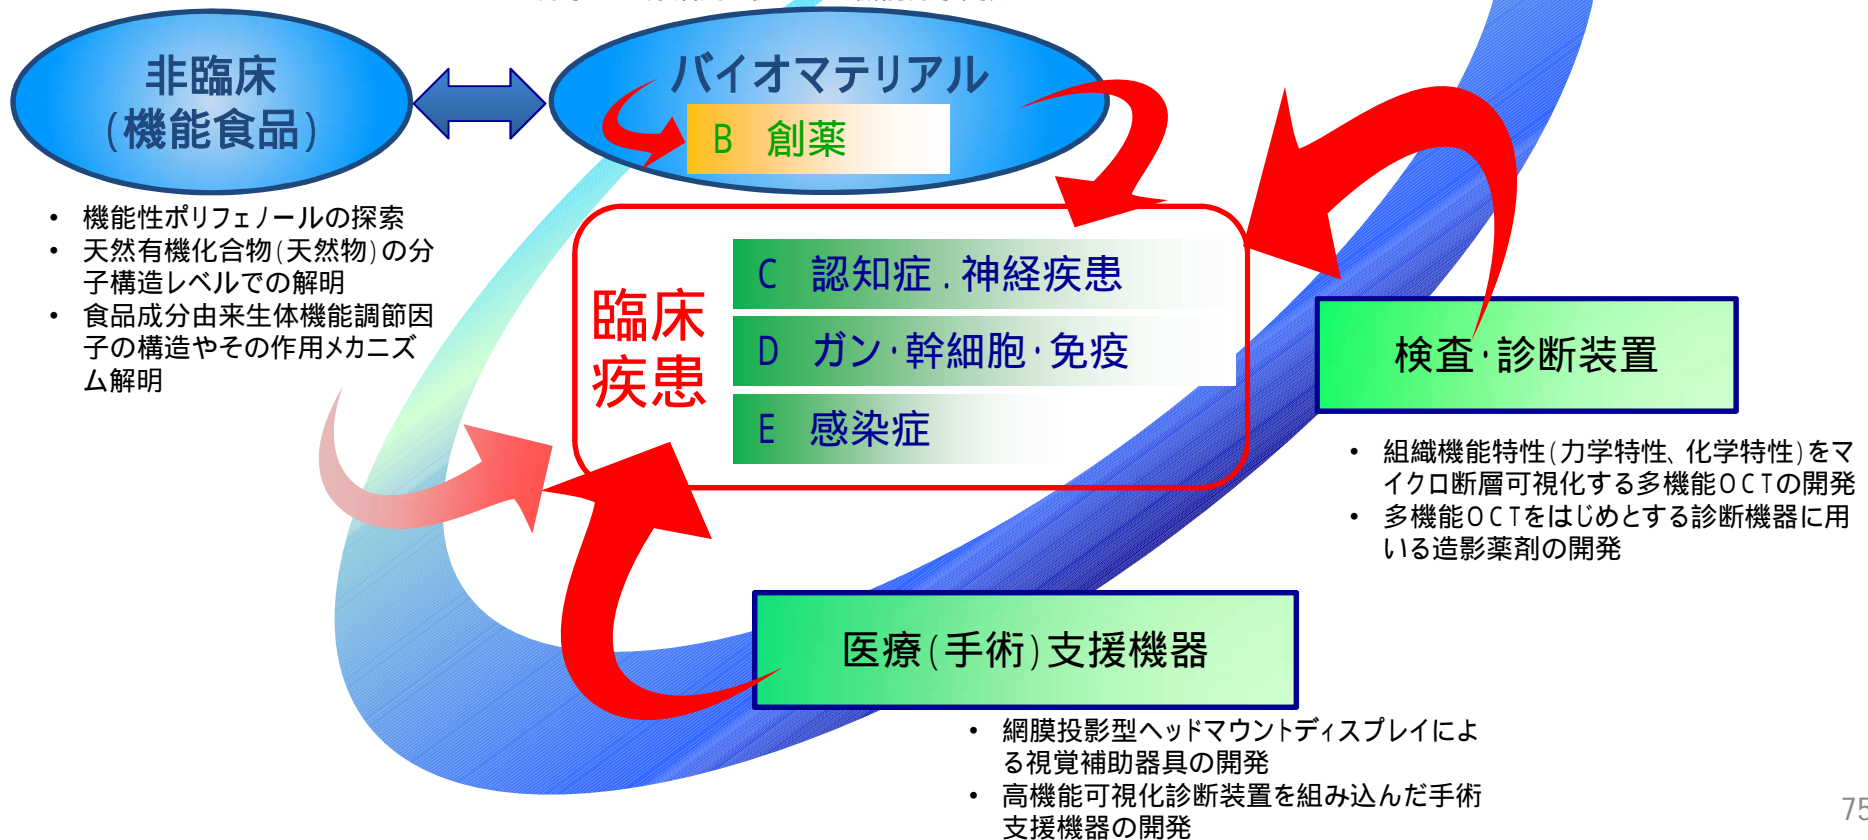 非臨床
(機能食品)
バイオマテリアル
B 創薬
• 機能性ポリフェノールの探索
• 天然有機化合物(天然物)の分
子構造レベルでの解明
• 食品成分由来生体機能調節因
子の構造やその作用メカニズ
ム解明
臨床
疾患
C 認知症.神経疾患
D ガン・幹細胞・免疫
E 感染症
検査・診断装置
• 組織機能特性(力学特性、化学特性)をマ
イクロ断層可視化する多機能OCTの開発
• 多機能OCTをはじめとする診断機器に用
いる造影薬剤の開発
医療(手術)支援機器
• 網膜投影型ヘッドマウントディスプレイによ
る視覚補助器具の開発
• 高機能可視化診断装置を組み込んだ手術
支援機器の開発
75